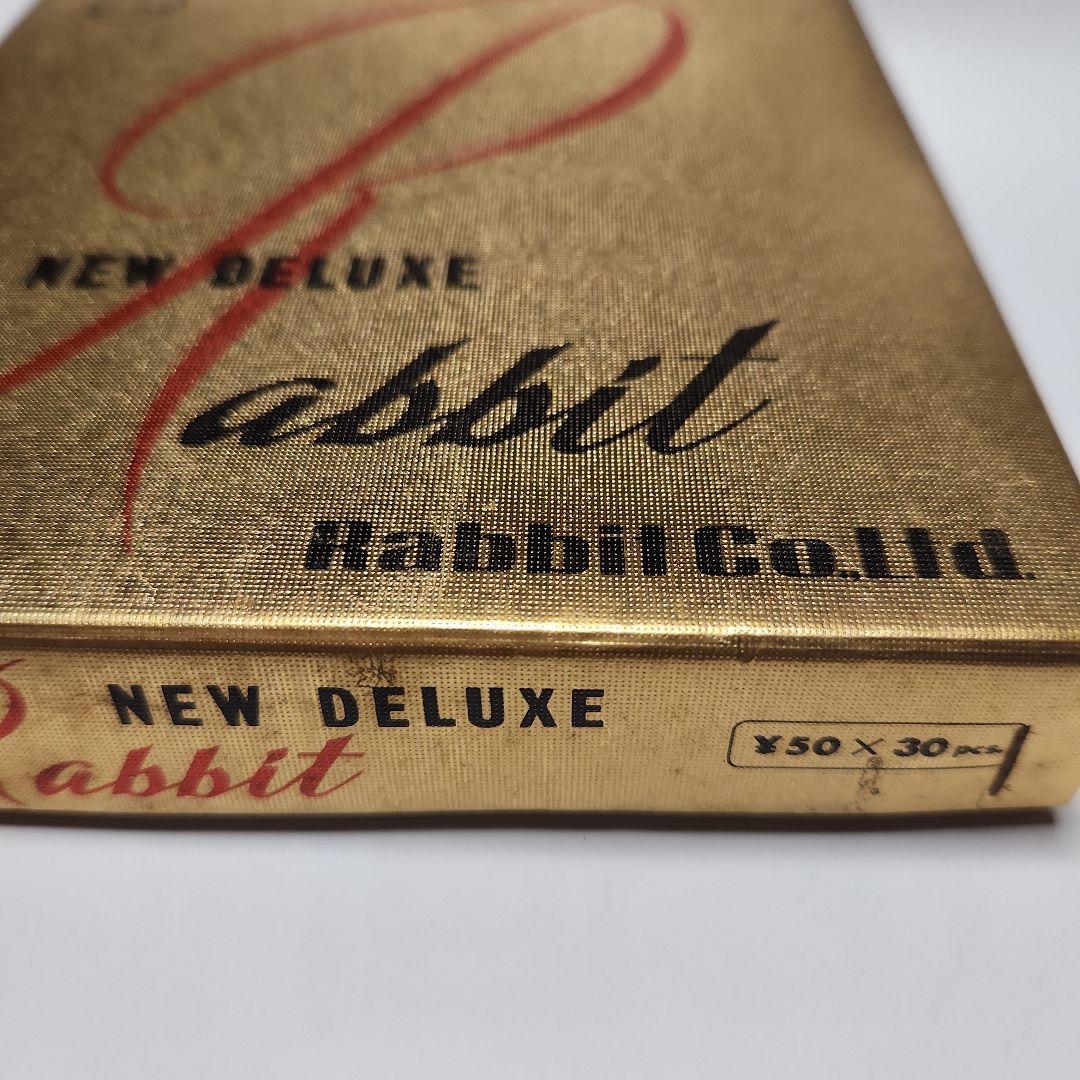 NEW DELUXE
Rabbit
Rabbit Co.,Ltd.
NEW DELUXE
Rabbit
¥50 × 30 pcs